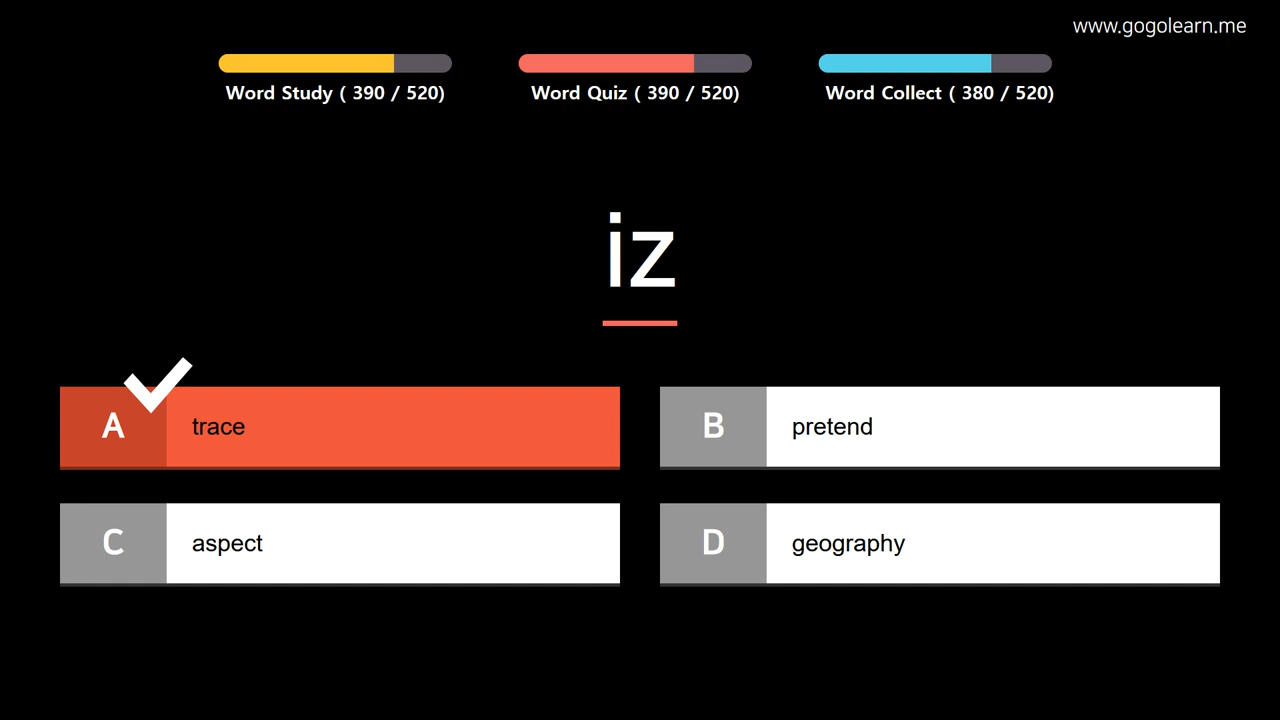 www.gogolearn.me
Word Study ( 390 / 520)
Word Quiz ( 390 / 520)
Word Collect ( 380 / 520)
iz
A trace
B pretend
C aspect
D geography